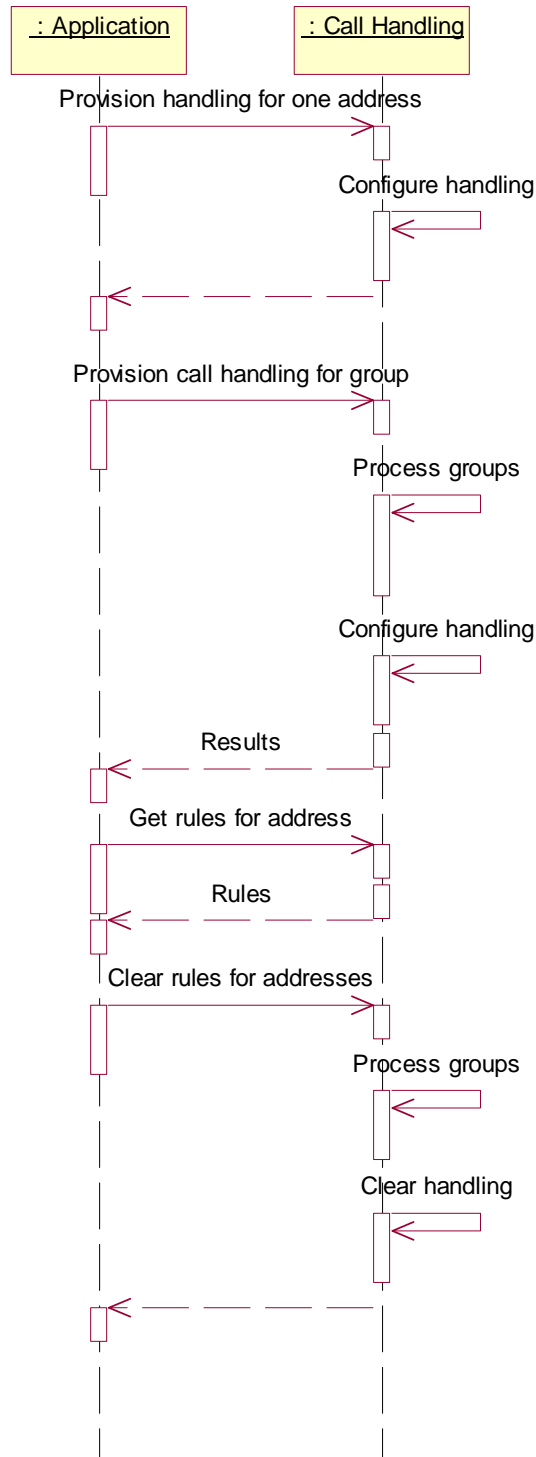 : Application
: Call Handling
Provision handling for one address
Configure handling
Provision call handling for group
Process groups
Configure handling
Results
Get rules for address
Rules
Clear rules for addresses
Process groups
Clear handling